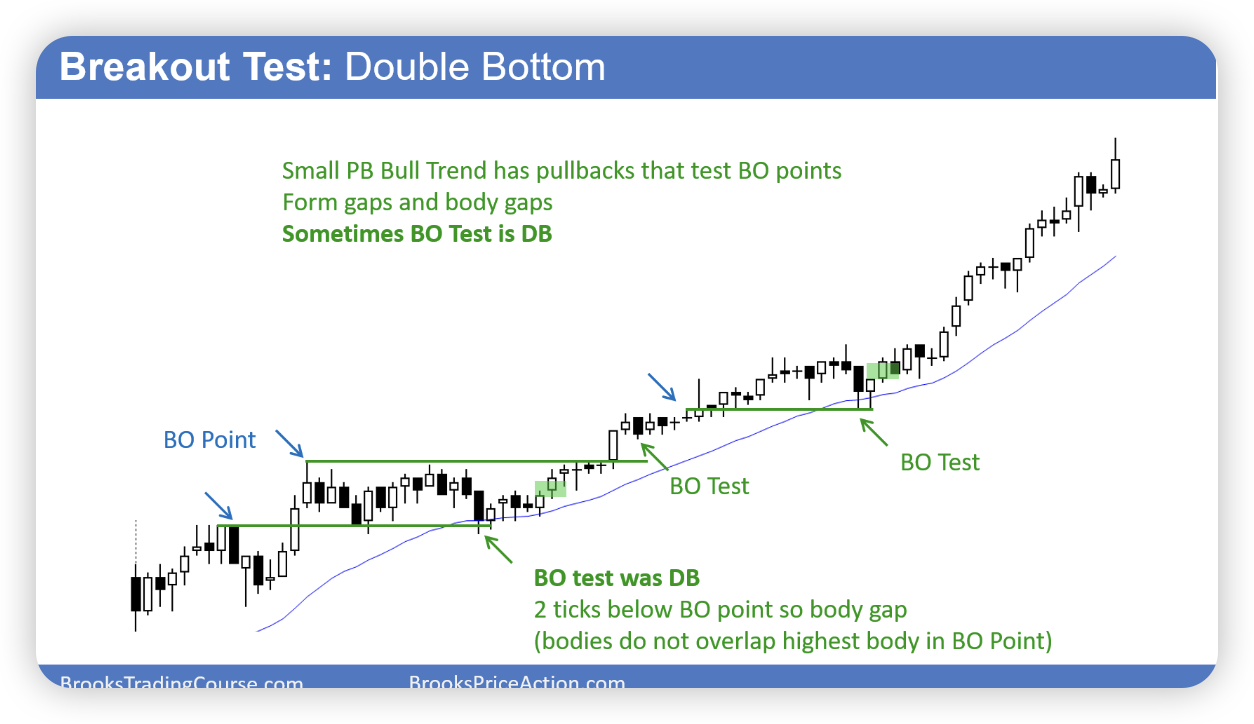 Breakout Test: Double Bottom
Small PB Bull Trend has pullbacks that test BO points
Form gaps and body gaps
Sometimes BO Test is DB
BO Point
BO Test
BO Test
BO test was DB
2 ticks below BO point so body gap
(bodies do not overlap highest body in BO Point)
BrooksTradingCourse.com
BrooksPriceAction.com